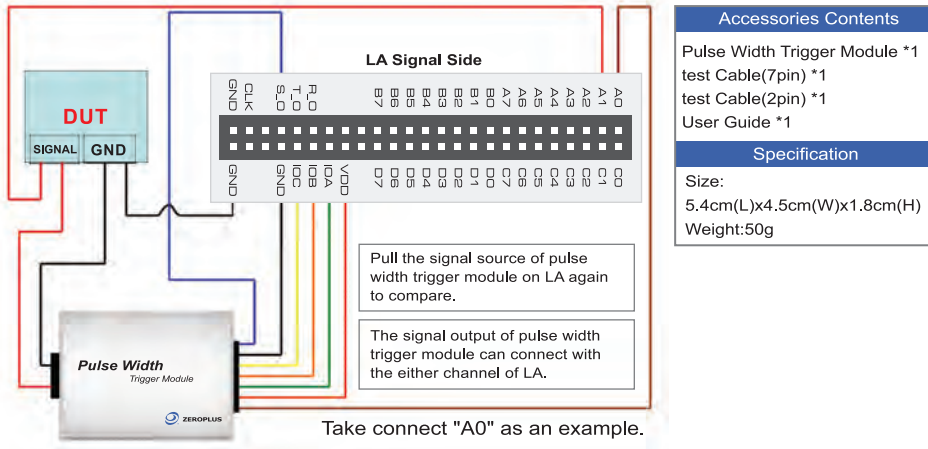 LA Signal Side
GND CLK S_O T_O R_O B7 B6 B5 B4 B3 B2 B1 B0 A7 A6 A5 A4 A3 A2 A1 A0
GND GND IOC IOB IOA VDD D7 D6 D5 D4 D3 D2 D1 D0 C7 C6 C5 C4 C3 C2 C1 C0
DUT
SIGNAL GND
Pull the signal source of pulse
width trigger module on LA again
to compare.
The signal output of pulse width
trigger module can connect with
the either channel of LA.
Pulse Width
Trigger Module
ZEROPLUS
Take connect "A0" as an example.
Accessories Contents
Pulse Width Trigger Module *1
test Cable(7pin) *1
test Cable(2pin) *1
User Guide *1
Specification
Size:
5.4cm(L)x4.5cm(W)x1.8cm(H)
Weight:50g